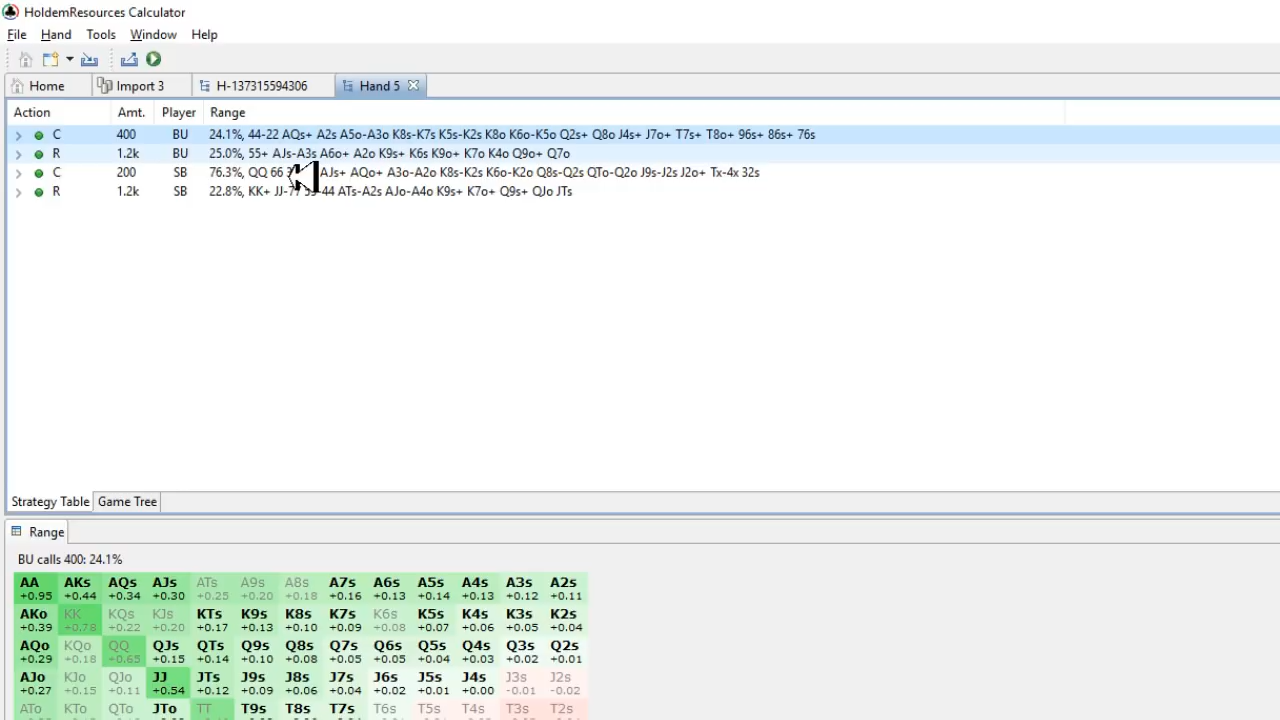 HoldemResources Calculator
File Hand Tools Window Help
Home Import 3 H-137315594306 Hand 5
Action Amt. Player Range
C 400 BU 24.1%, 44-22 AQs+ A2s A5o-A3o K8s-K7s K5s-K2s K8o K6o-K5o Q2s+ Q8o J4s+ J7o+ T7s+ T8o+ 96s+ 86s+ 76s
R 1.2k BU 25.0%, 55+ AJs-A3s A6o+ A2o K9s+ K6s K9o+ K7o K4o Q9o+ Q7o
C 200 SB 76.3%, QQ 66 AJs+ AQo+ A3o-A2o K8s-K2s K6o-K2o Q8s-Q2s QTo-Q2o J9s-J2s J2o+ Tx-4x 32s
R 1.2k SB 22.8%, KK+ JJ-77 55-44 ATs-A2s AJo-A4o K9s+ K7o+ Q9s+ QJo JTs
Strategy Table Game Tree
Range
BU calls 400: 24.1%
AA AKs AQs AJs ATs A9s A8s A7s A6s A5s A4s A3s A2s
+0.95 +0.44 +0.34 +0.30 +0.25 +0.20 +0.18 +0.16 +0.13 +0.14 +0.13 +0.12 +0.11
AKo KK KQs KJs KTs K9s K8s K7s K6s K5s K4s K3s K2s
+0.39 +0.78 +0.22 +0.20 +0.17 +0.13 +0.10 +0.09 +0.08 +0.07 +0.06 +0.05 +0.04
AQo KQo QQ QJs QTs Q9s Q8s Q7s Q6s Q5s Q4s Q3s Q2s
+0.29 +0.18 +0.65 +0.15 +0.14 +0.10 +0.08 +0.05 +0.05 +0.04 +0.03 +0.02 +0.01
AJo KJo QJo JJ JTs J9s J8s J7s J6s J5s J4s J3s J2s
+0.27 +0.15 +0.11 +0.54 +0.12 +0.09 +0.06 +0.04 +0.02 +0.01 +0.00 -0.01 -0.02
ATo KTo QTo JTo TT T9s T8s T7s T6s T5s T4s T3s T2s